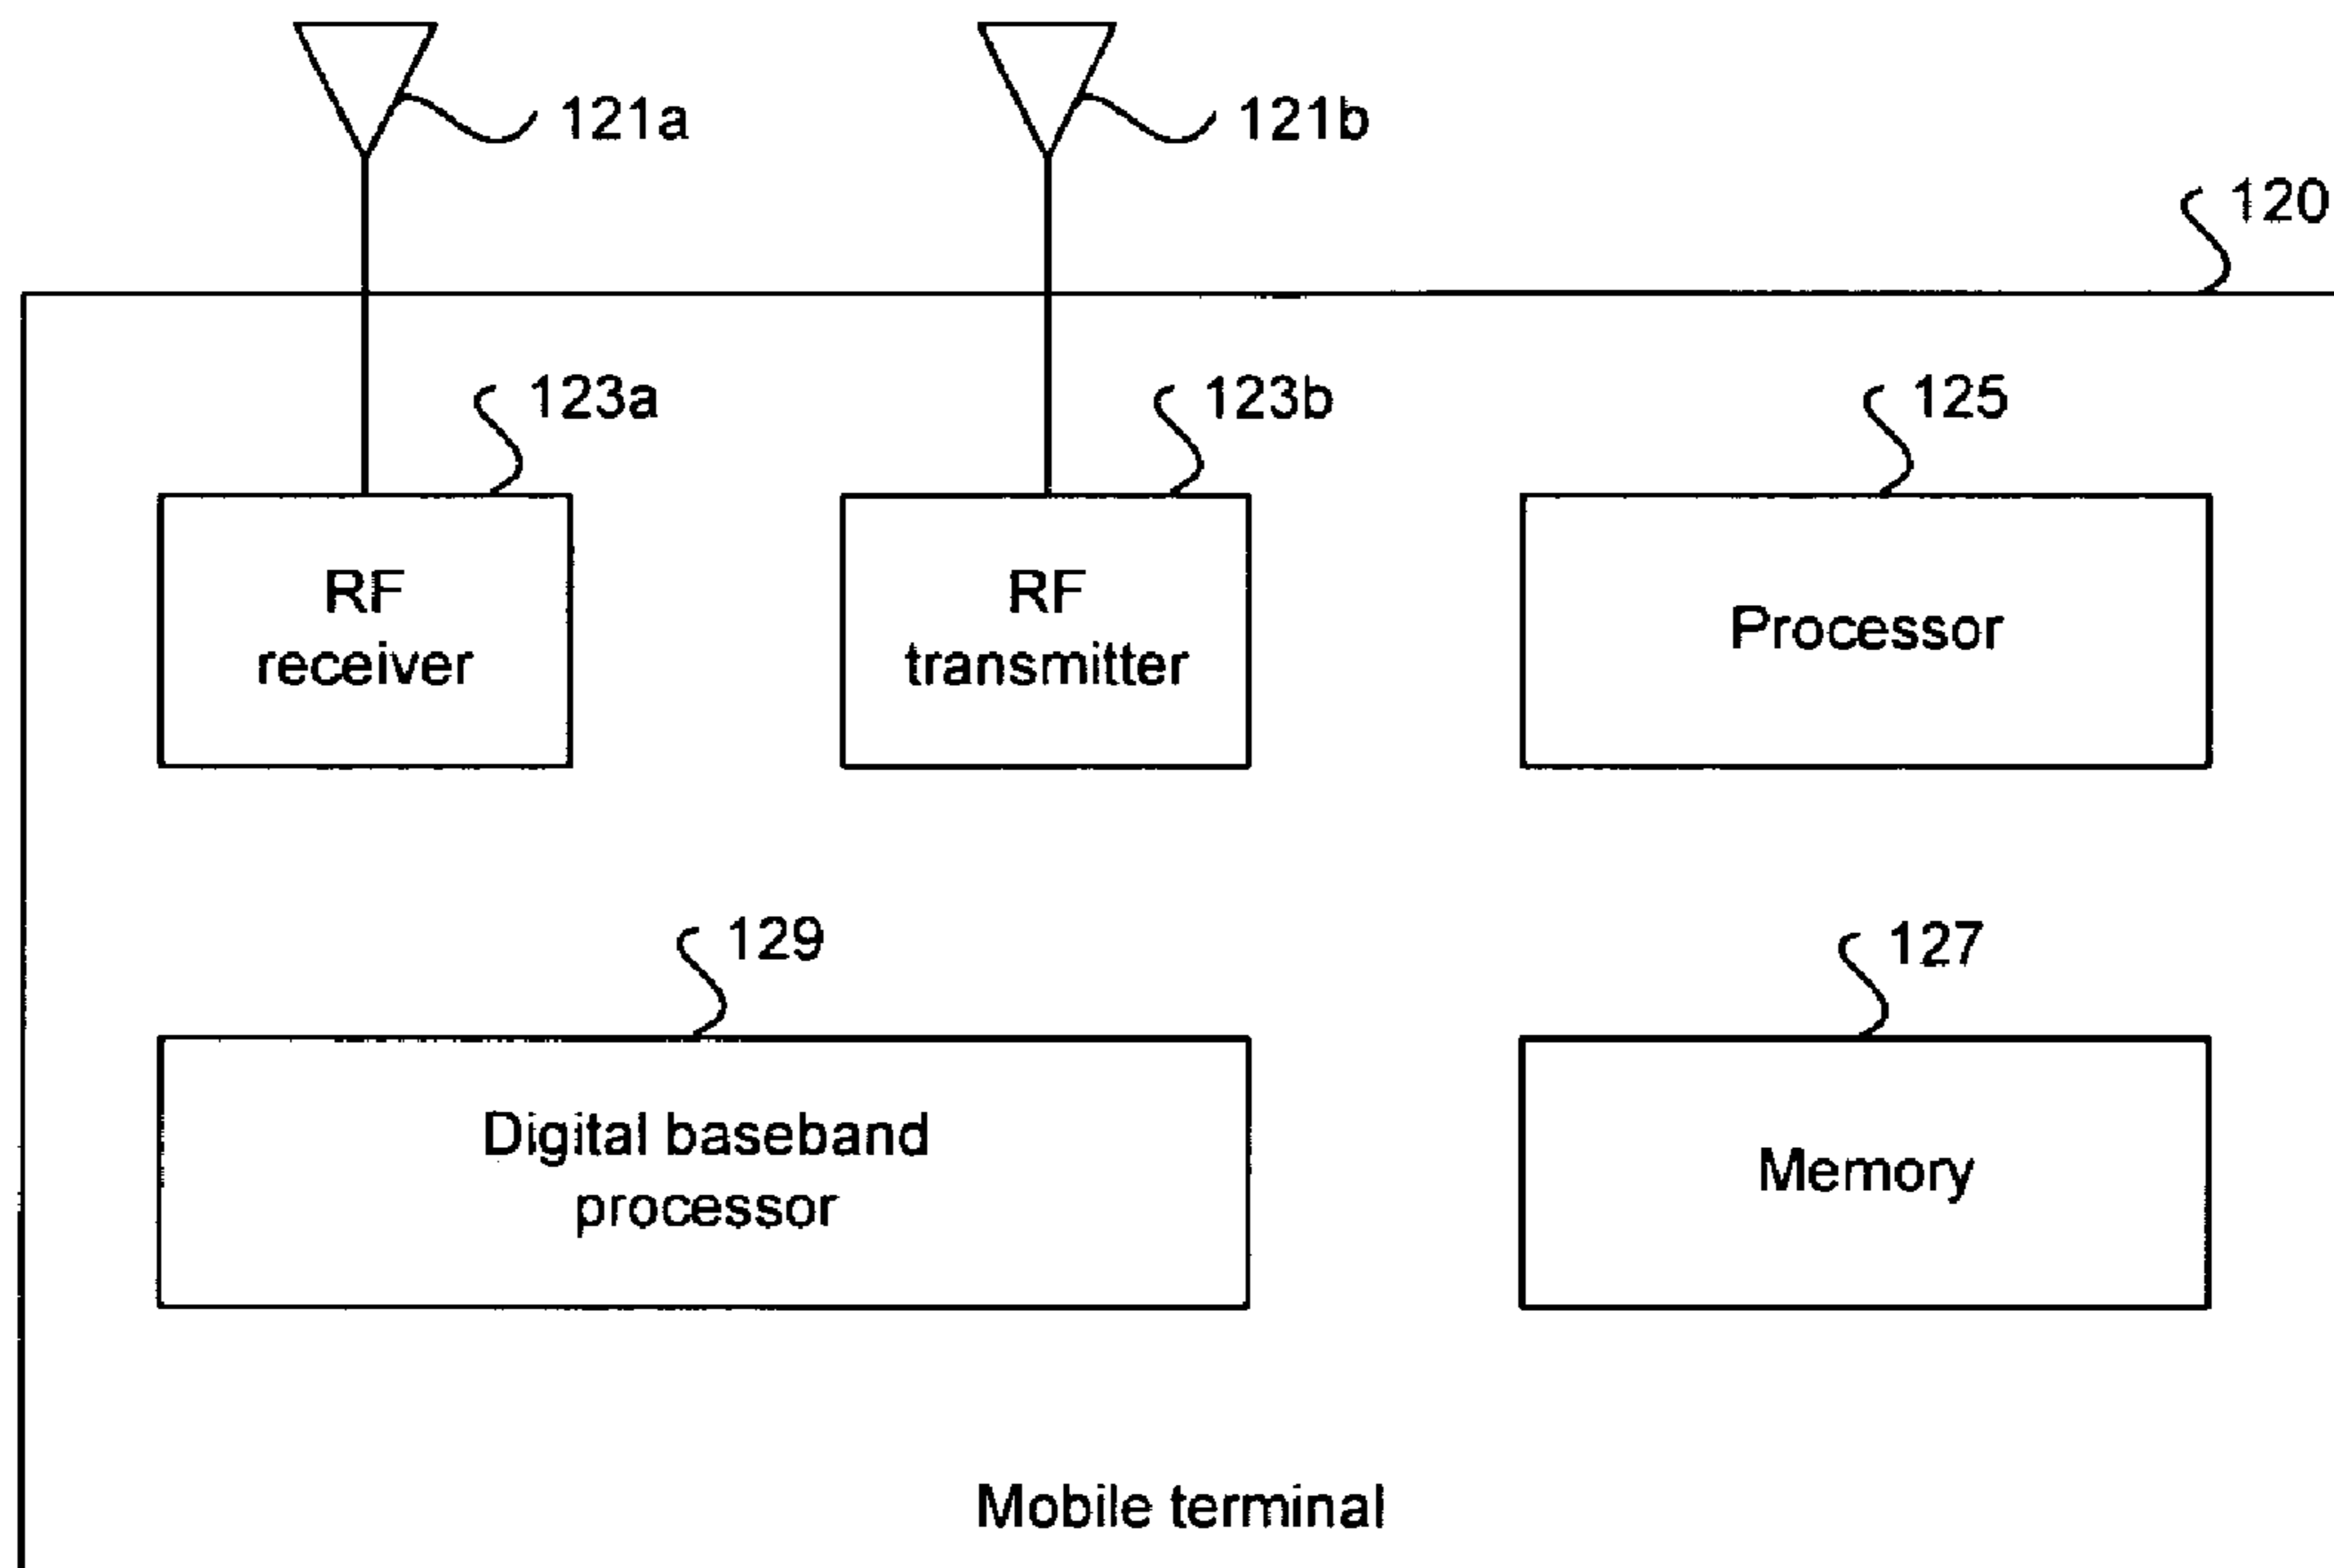 121a
121b
120
123a
123b
125
RF
receiver
RF
transmitter
Processor
129
127
Digital baseband
processor
Memory
Mobile terminal